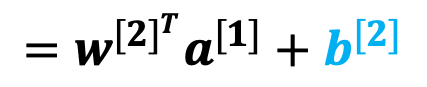 = w[2]ᵀ a[1] + b[2]